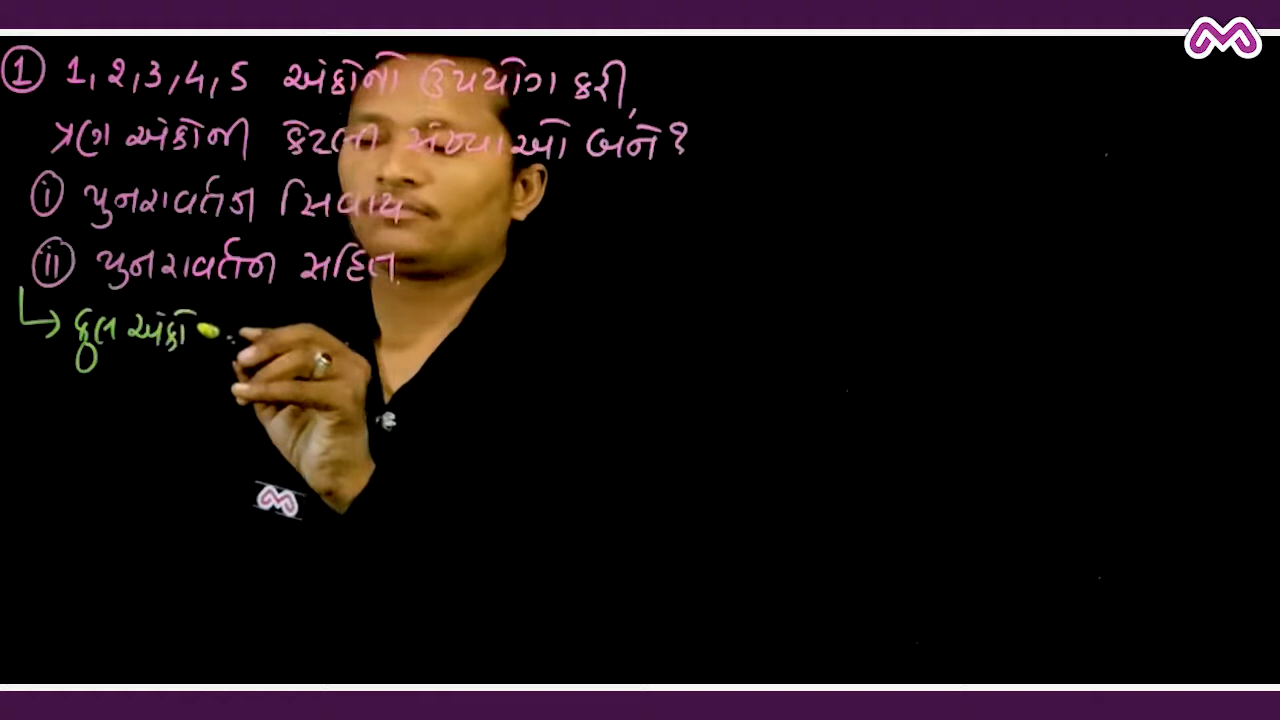 ① 1, 2, 3, 4, 5 અંકોનો ઉપયોગ કરી,
ત્રણ અંકોની કેટલી સંખ્યાઓ બને?
ⓘ પુનરાવર્તન સિવાય
ⓘⓘ પુનરાવર્તન સહિત.
↳ કુલ અંકો